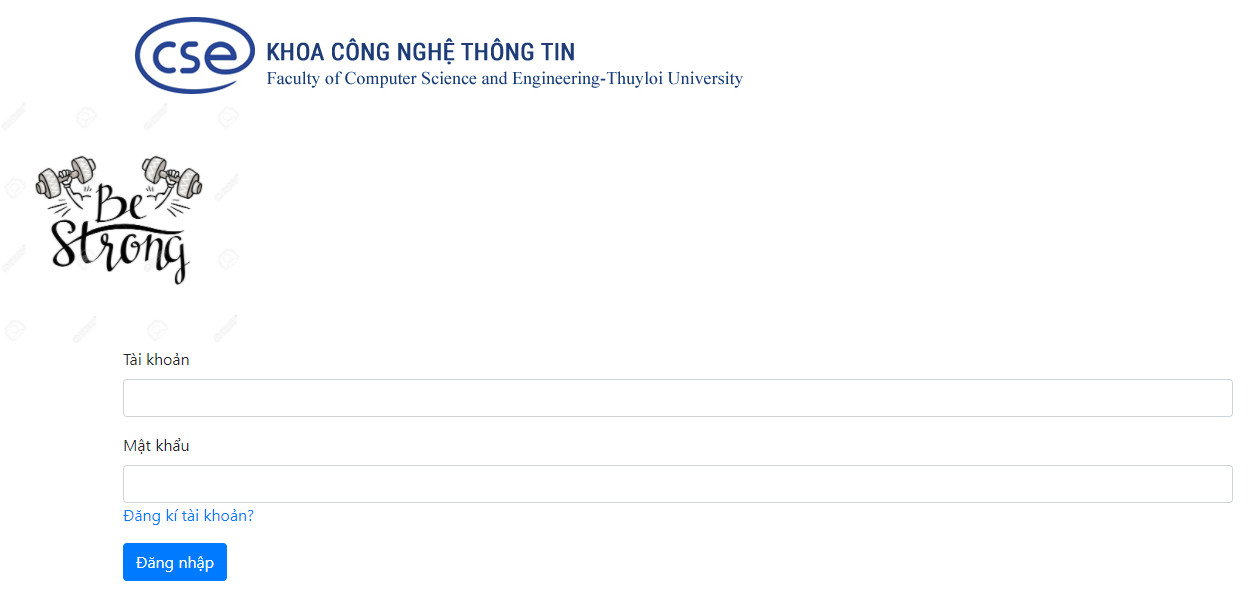 cse
KHOA CÔNG NGHỆ THÔNG TIN
Faculty of Computer Science and Engineering-Thuyloi University
Be
Strong
Tài khoản
Mật khẩu
Đăng kí tài khoản?
Đăng nhập